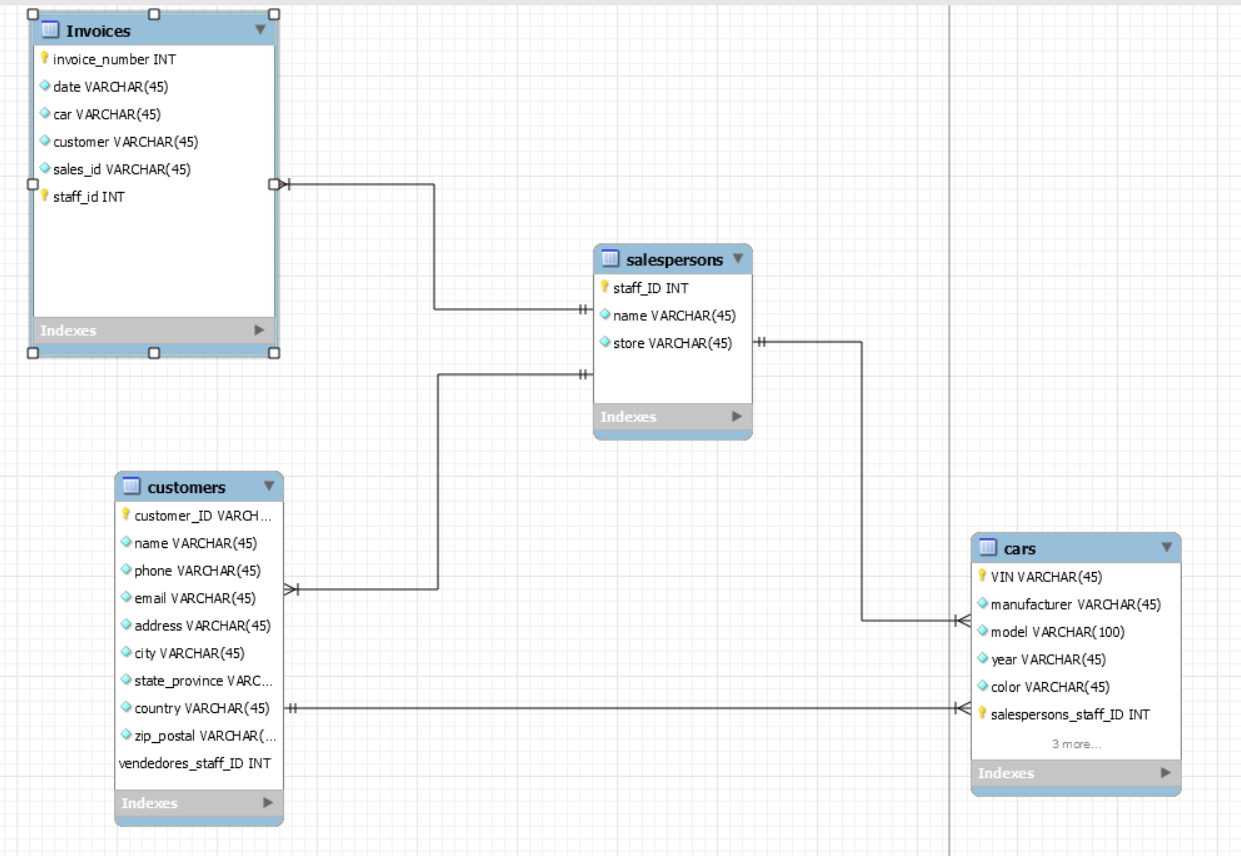 Invoices
invoice_number INT
date VARCHAR(45)
car VARCHAR(45)
customer VARCHAR(45)
sales_id VARCHAR(45)
staff_id INT
Indexes
salespersons
staff_ID INT
name VARCHAR(45)
store VARCHAR(45)
Indexes
customers
customer_ID VARCH...
name VARCHAR(45)
phone VARCHAR(45)
email VARCHAR(45)
address VARCHAR(45)
city VARCHAR(45)
state_province VARC...
country VARCHAR(45)
zip_postal VARCHAR(...
vendedores_staff_ID INT
Indexes
cars
VIN VARCHAR(45)
manufacturer VARCHAR(45)
model VARCHAR(100)
year VARCHAR(45)
color VARCHAR(45)
salespersons_staff_ID INT
3 more...
Indexes